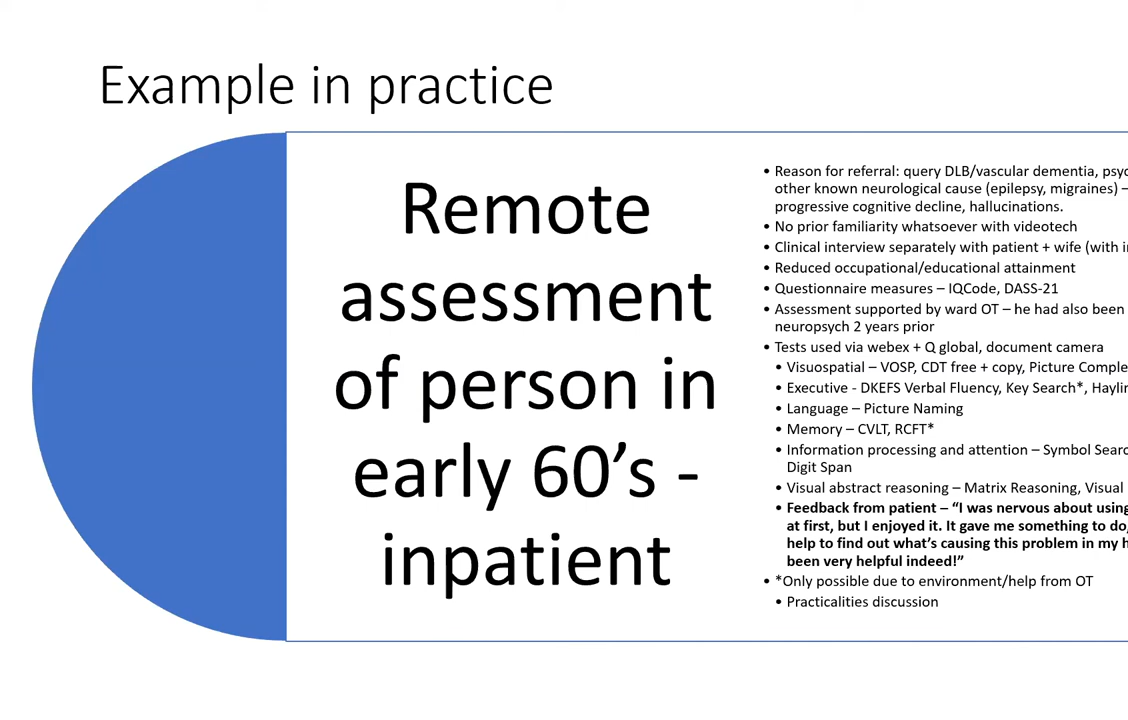 Example in practice
Remote
assessment
of person in
early 60’s -
inpatient
• Reason for referral: query DLB/vascular dementia,
other known neurological cause (epilepsy, migraines) –
progressive cognitive decline, hallucinations.
• No prior familiarity whatsoever with videotech
• Clinical interview separately with patient + wife (with
• Reduced occupational/educational attainment
• Questionnaire measures – IQCode, DASS-21
• Assessment supported by ward OT – he had also been
neuropsych 2 years prior
• Tests used via webex + Q global, document camera
• Visuospatial – VOSP, CDT free + copy, Picture
• Executive - DKEFS Verbal Fluency, Key Search*,
• Language – Picture Naming
• Memory – CVLT, RCFT*
• Information processing and attention – Symbol
Digit Span
• Visual abstract reasoning – Matrix Reasoning, Visual
• Feedback from patient – “I was nervous about using
at first, but I enjoyed it. It gave me something to do,
help to find out what’s causing this problem in my
been very helpful indeed!”
• *Only possible due to environment/help from OT
• Practicalities discussion